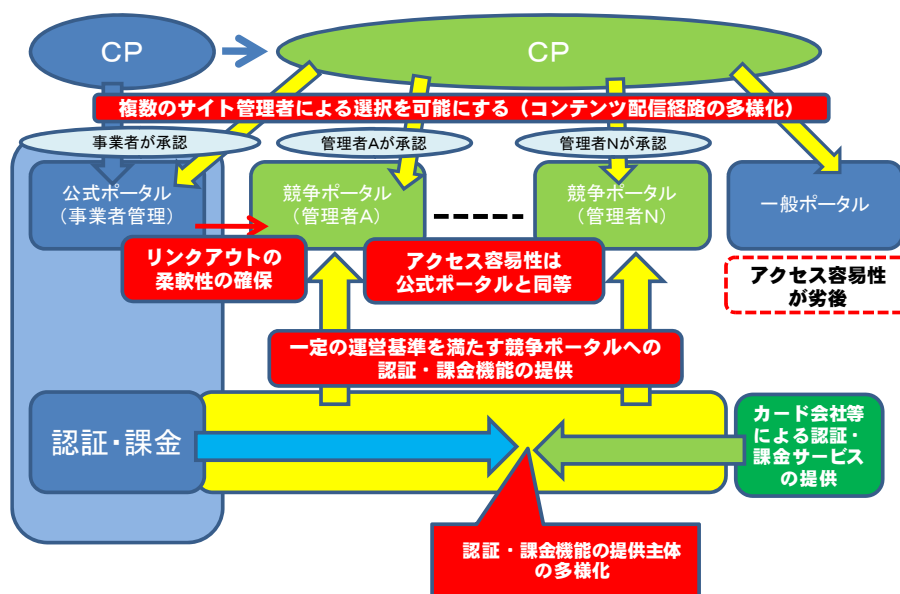 CP
CP
複数のサイト管理者による選択を可能にする（コンテンツ配信経路の多様化）
事業者が承認
管理者Aが承認
管理者Nが承認
公式ポータル
（事業者管理）
競争ポータル
（管理者A）
競争ポータル
（管理者N）
一般ポータル
リンクアウトの
柔軟性の確保
アクセス容易性は
公式ポータルと同等
アクセス容易性
が劣後
一定の運営基準を満たす競争ポータルへの
認証・課金機能の提供
認証・課金
カード会社等
による認証・
課金サービス
の提供
認証・課金機能の提供主体
の多様化